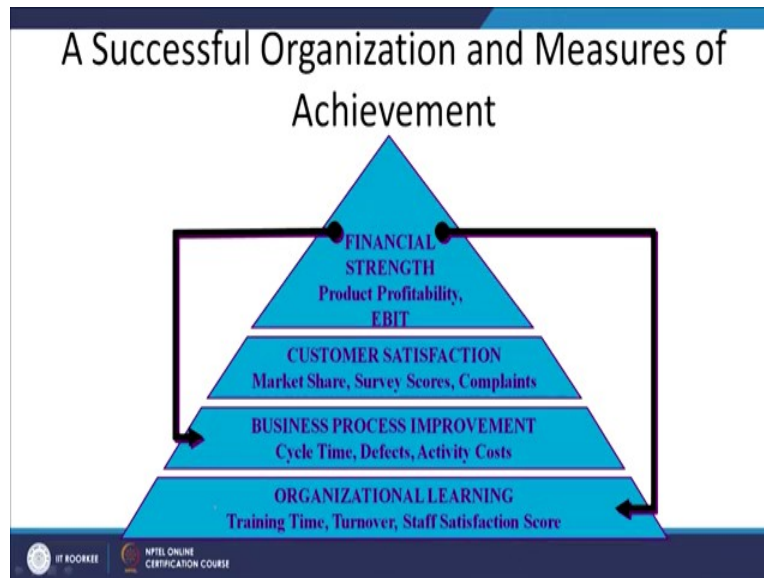 A Successful Organization and Measures of
Achievement
FINANCIAL
STRENGTH
Product Profitability,
EBIT
CUSTOMER SATISFACTION
Market Share, Survey Scores, Complaints
BUSINESS PROCESS IMPROVEMENT
Cycle Time, Defects, Activity Costs
ORGANIZATIONAL LEARNING
Training Time, Turnover, Staff Satisfaction Score
IIT ROORKEE
NPTEL ONLINE
CERTIFICATION COURSE